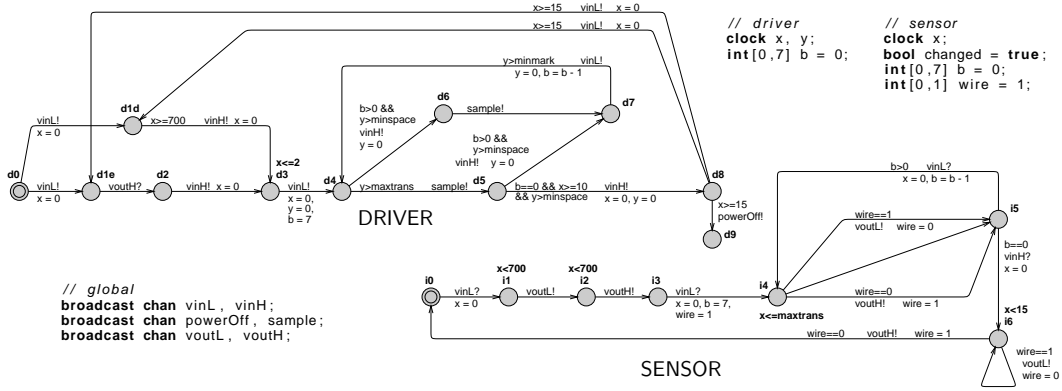 x>=15 vinL! x = 0
x>=15 vinL! x = 0
// driver
clock x, y;
int[0,7] b = 0;
// sensor
clock x;
bool changed = true;
int[0,7] b = 0;
int[0,1] wire = 1;
y>minmark vinL!
y = 0, b = b - 1
d6
d7
b>0 &&
y>minspace
vinH!
y = 0
sample!
d1d
vinL!
x = 0
x>=700 vinH! x = 0
b>0 &&
y>minspace
vinH! y = 0
x<=2
d0
d1e
d2
d3
d4
d5
d8
vinL!
x = 0
voutH?
vinH! x = 0
vinL!
x = 0,
y = 0,
b = 7
y>maxtrans sample!
b==0 && x>=10 vinH!
&& y>minspace x = 0, y = 0
x>=15
powerOff!
d9
DRIVER
b>0 vinL?
x = 0, b = b - 1
i5
wire==1
voutL! wire = 0
b==0
vinH?
x = 0
// global
broadcast chan vinL, vinH;
broadcast chan powerOff, sample;
broadcast chan voutL, voutH;
x<700
x<700
i0
i1
i2
i3
i4
vinL?
x = 0
voutL!
voutH!
vinL?
x = 0, b = 7,
wire = 1
wire==0
voutH! wire = 1
x<=maxtrans
x<15
i6
wire==0 voutH! wire = 1
wire==1
voutL!
wire = 0
SENSOR